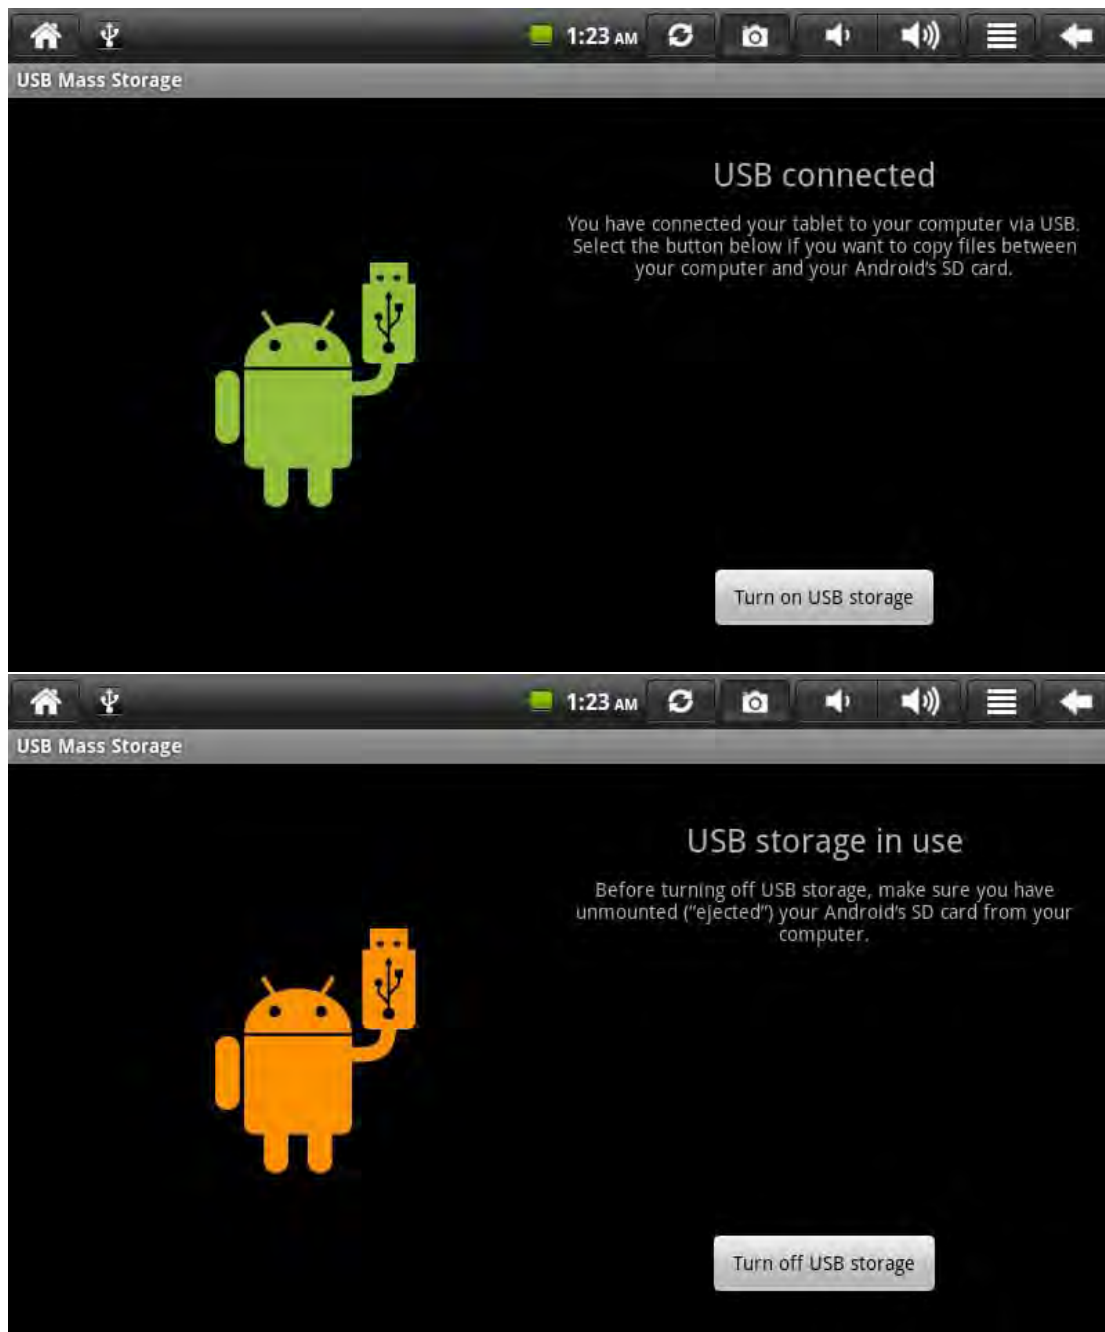 1:23 AM
USB Mass Storage
USB connected
You have connected your tablet to your computer via USB.
Select the button below if you want to copy files between
your computer and your Android's SD card.
Turn on USB storage
1:23 AM
USB Mass Storage
USB storage in use
Before turning off USB storage, make sure you have
unmounted (“ejected”) your Android's SD card from your
computer.
Turn off USB storage